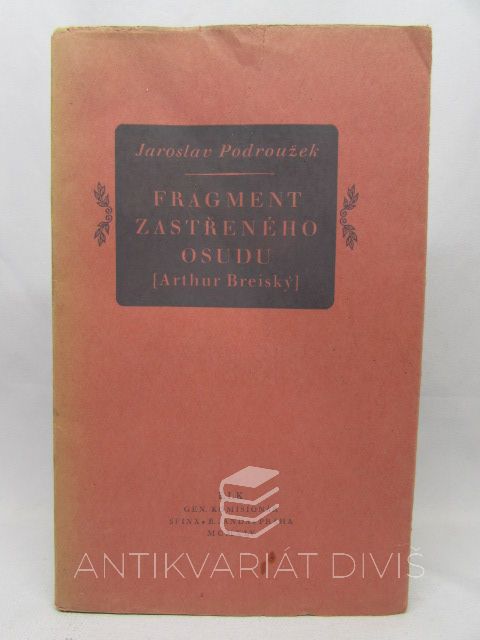 Jaroslav Podroužek
FRAGMENT
ZASTŘENÉHO
OSUDU
[Arthur Breiský]
GEN. KOMISIONÁŘ
SFINX • B. JANDA • PRAHA
ANTIKVARIÁT DIVIŠ